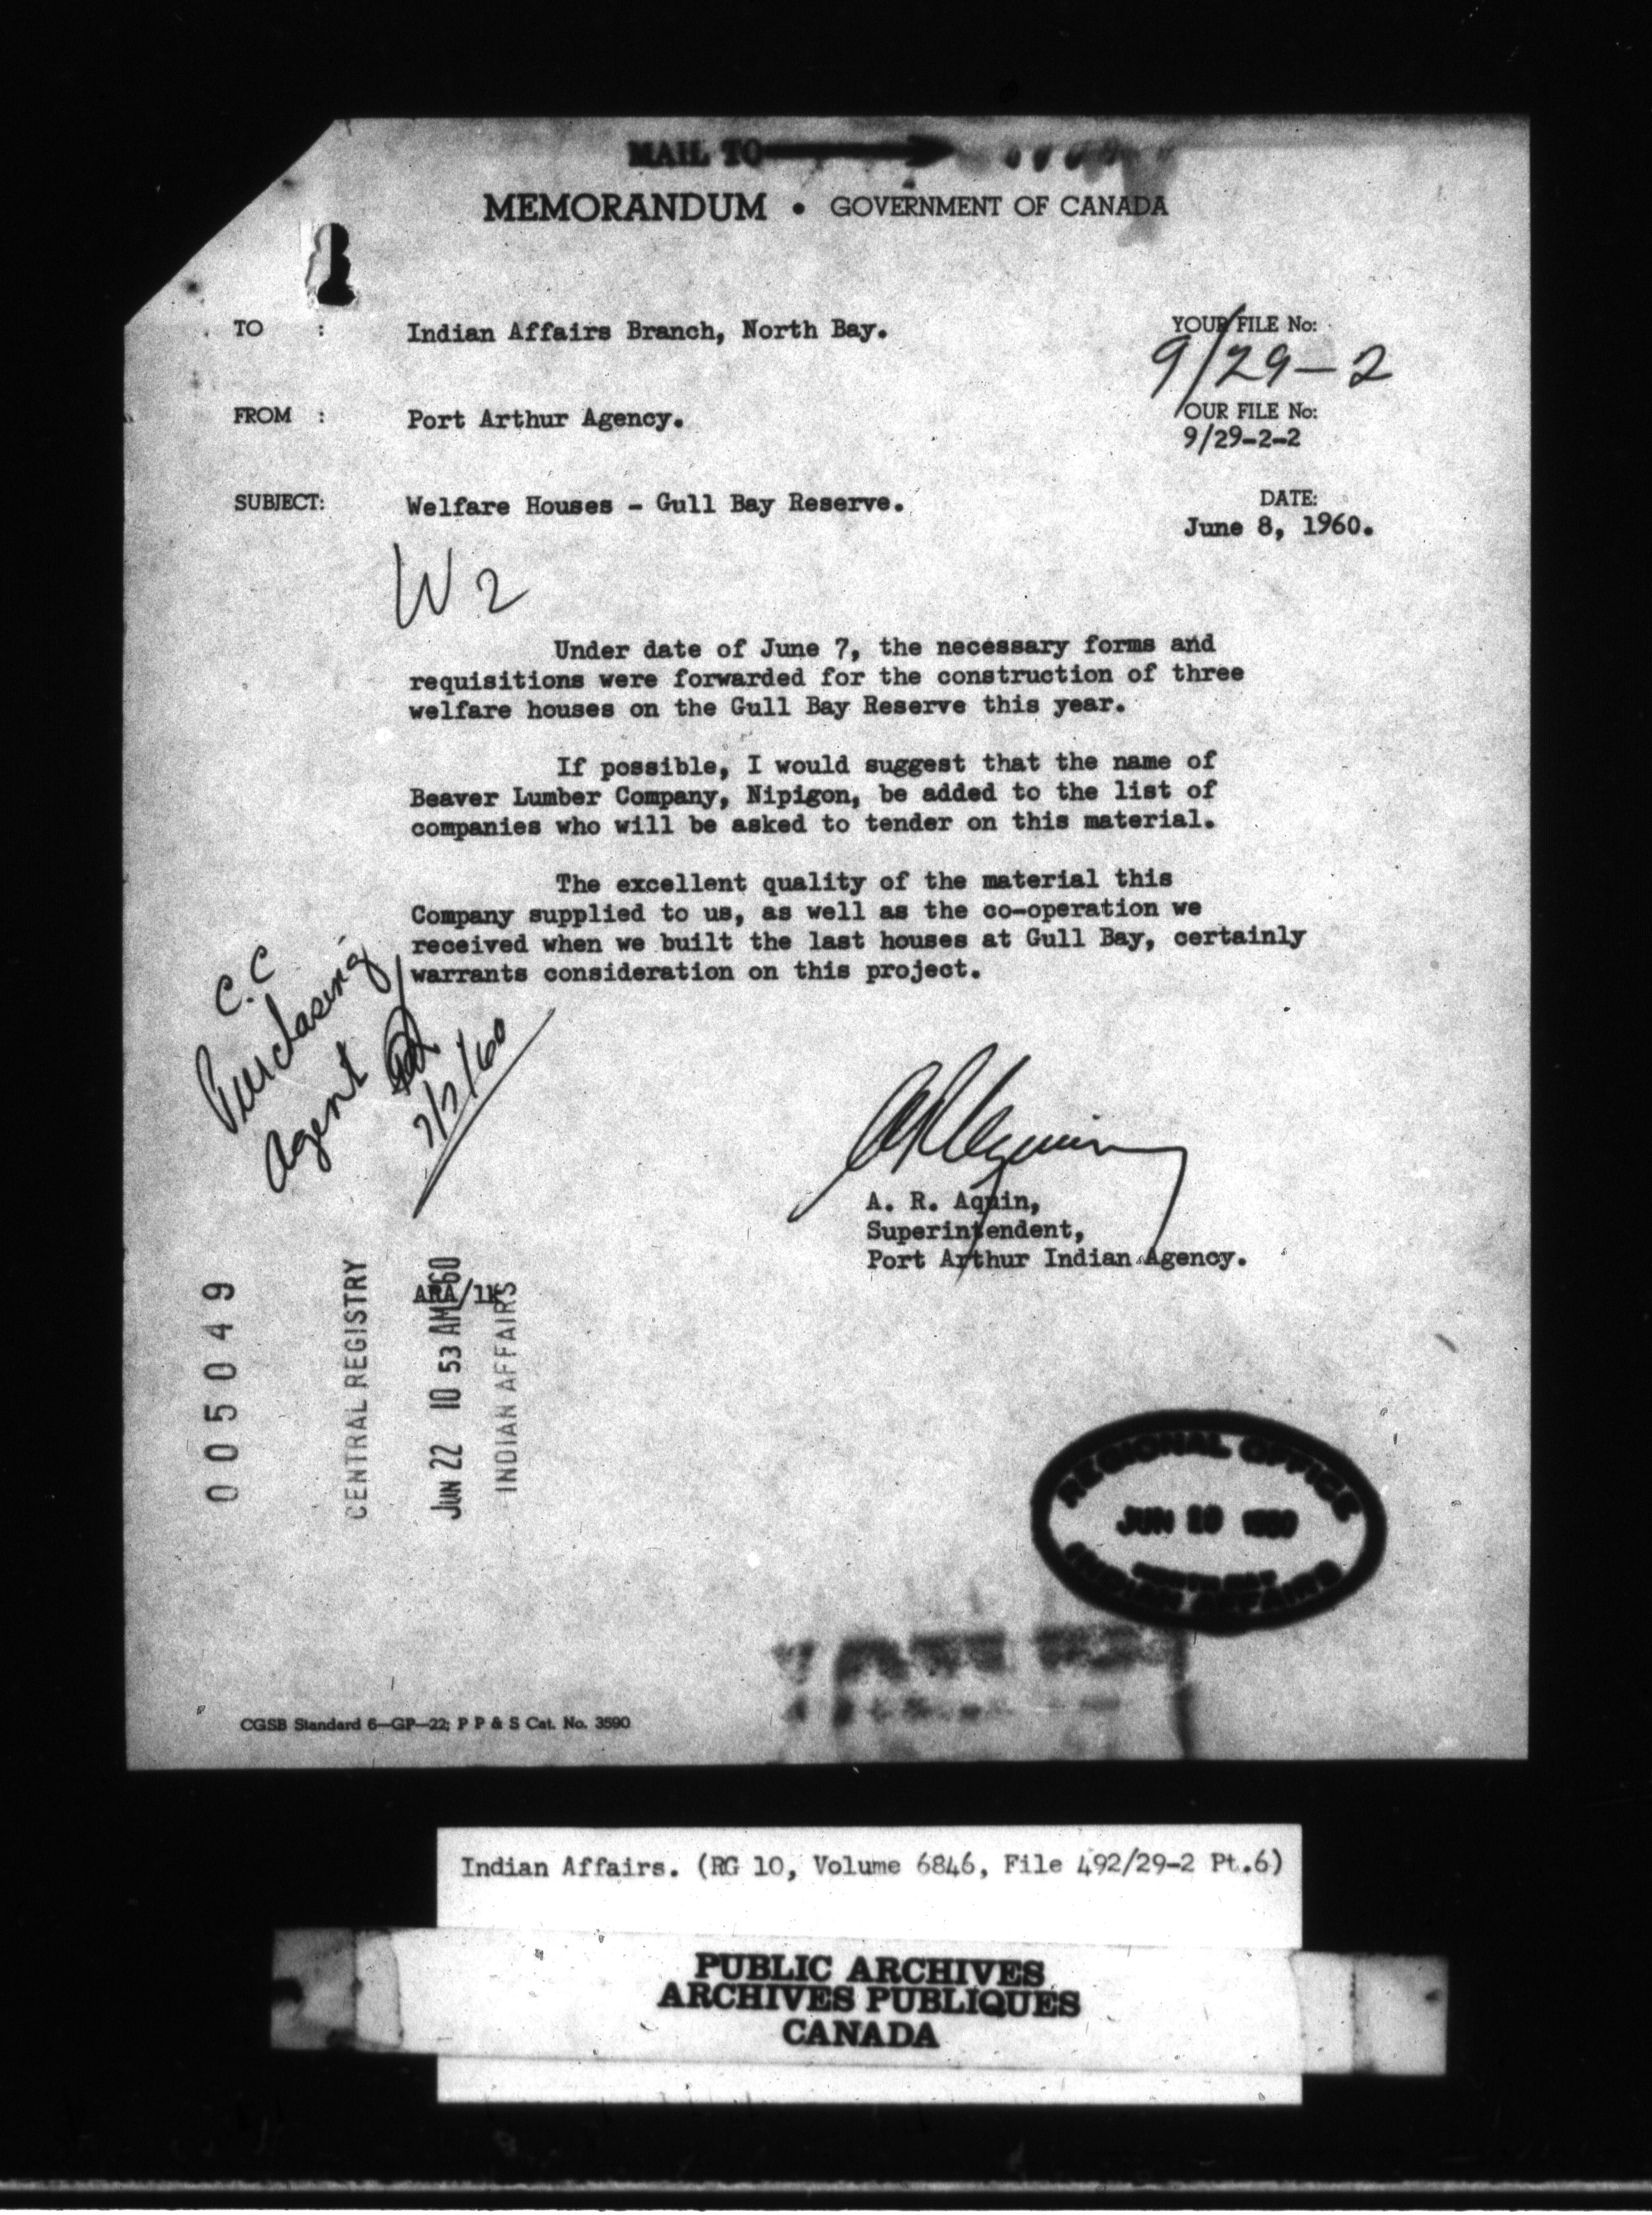 MAIL TO
MEMORANDUM • GOVERNMENT OF CANADA
TO : Indian Affairs Branch, North Bay.
YOUR FILE No:
9/29-2
FROM : Port Arthur Agency.
OUR FILE No:
9/29-2-2
SUBJECT: Welfare Houses - Gull Bay Reserve.
DATE:
June 8, 1960.
W 2
Under date of June 7, the necessary forms and
requisitions were forwarded for the construction of three
welfare houses on the Gull Bay Reserve this year.
If possible, I would suggest that the name of
Beaver Lumber Company, Nipigon, be added to the list of
companies who will be asked to tender on this material.
The excellent quality of the material this
Company supplied to us, as well as the co-operation we
received when we built the last houses at Gull Bay, certainly
warrants consideration on this project.
C.C
Purchasing
Agent
7/7/60
A. R. Aquin,
Superintendent,
Port Arthur Indian Agency.
ARA/lk
005049
CENTRAL REGISTRY
JUN 22 10 53 AM '60
INDIAN AFFAIRS
REGIONAL OFFICE
JUN 20 1960
INDIAN AFFAIRS
CGSB Standard 6-GP-22; P P & S Cat. No. 3590
Indian Affairs. (RG 10, Volume 6846, File 492/29-2 Pt.6)
PUBLIC ARCHIVES
ARCHIVES PUBLIQUES
CANADA